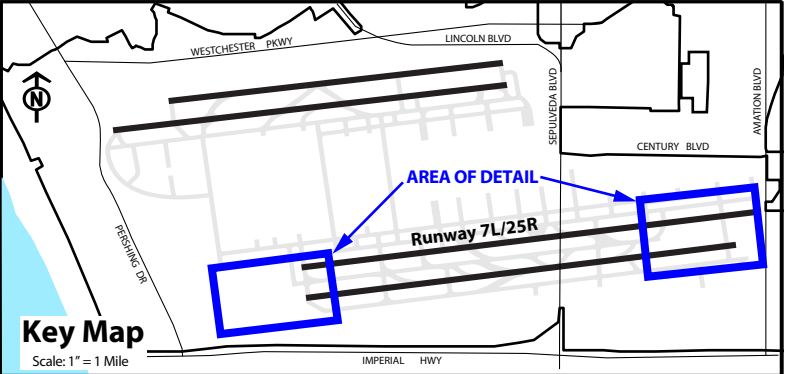 WESTCHESTER PKWY
LINCOLN BLVD
N
SEPULVEDA BLVD
AVIATION BLVD
CENTURY BLVD
AREA OF DETAIL
Runway 7L/25R
PERSHING DR
Key Map
Scale: 1" = 1 Mile
IMPERIAL HWY